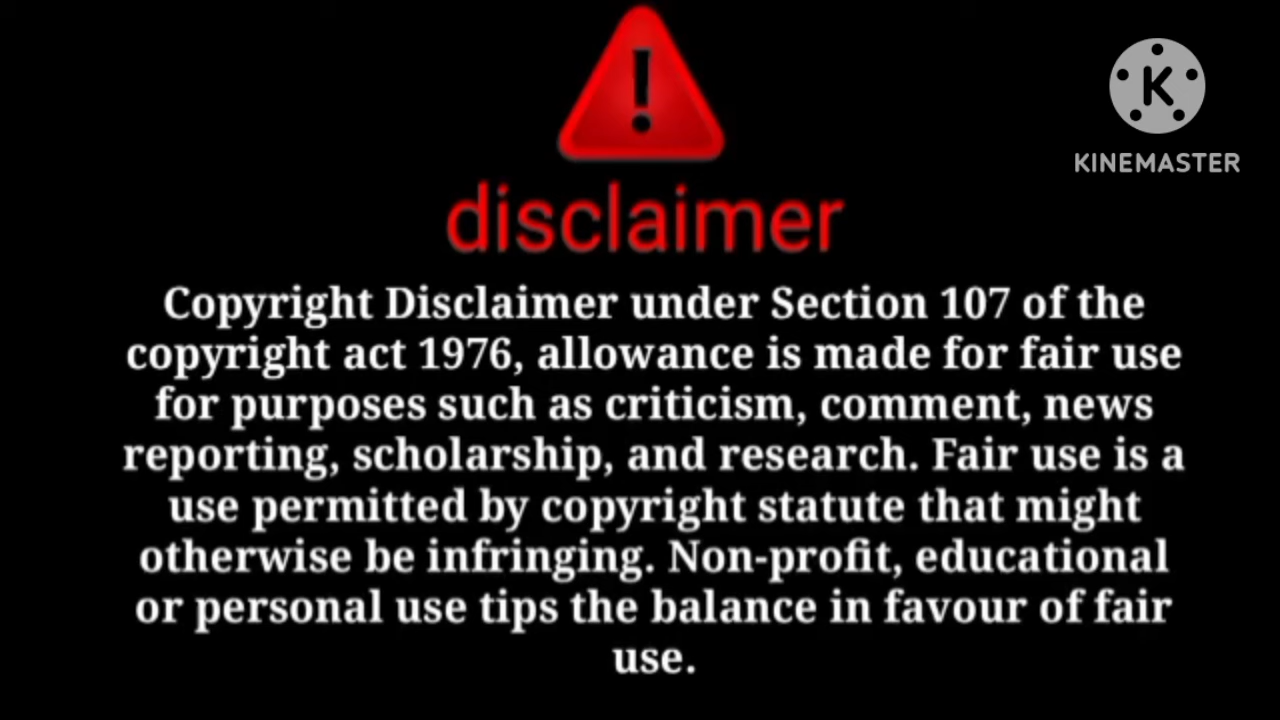 !
K
KINEMASTER
disclaimer
Copyright Disclaimer under Section 107 of the
copyright act 1976, allowance is made for fair use
for purposes such as criticism, comment, news
reporting, scholarship, and research. Fair use is a
use permitted by copyright statute that might
otherwise be infringing. Non-profit, educational
or personal use tips the balance in favour of fair
use.